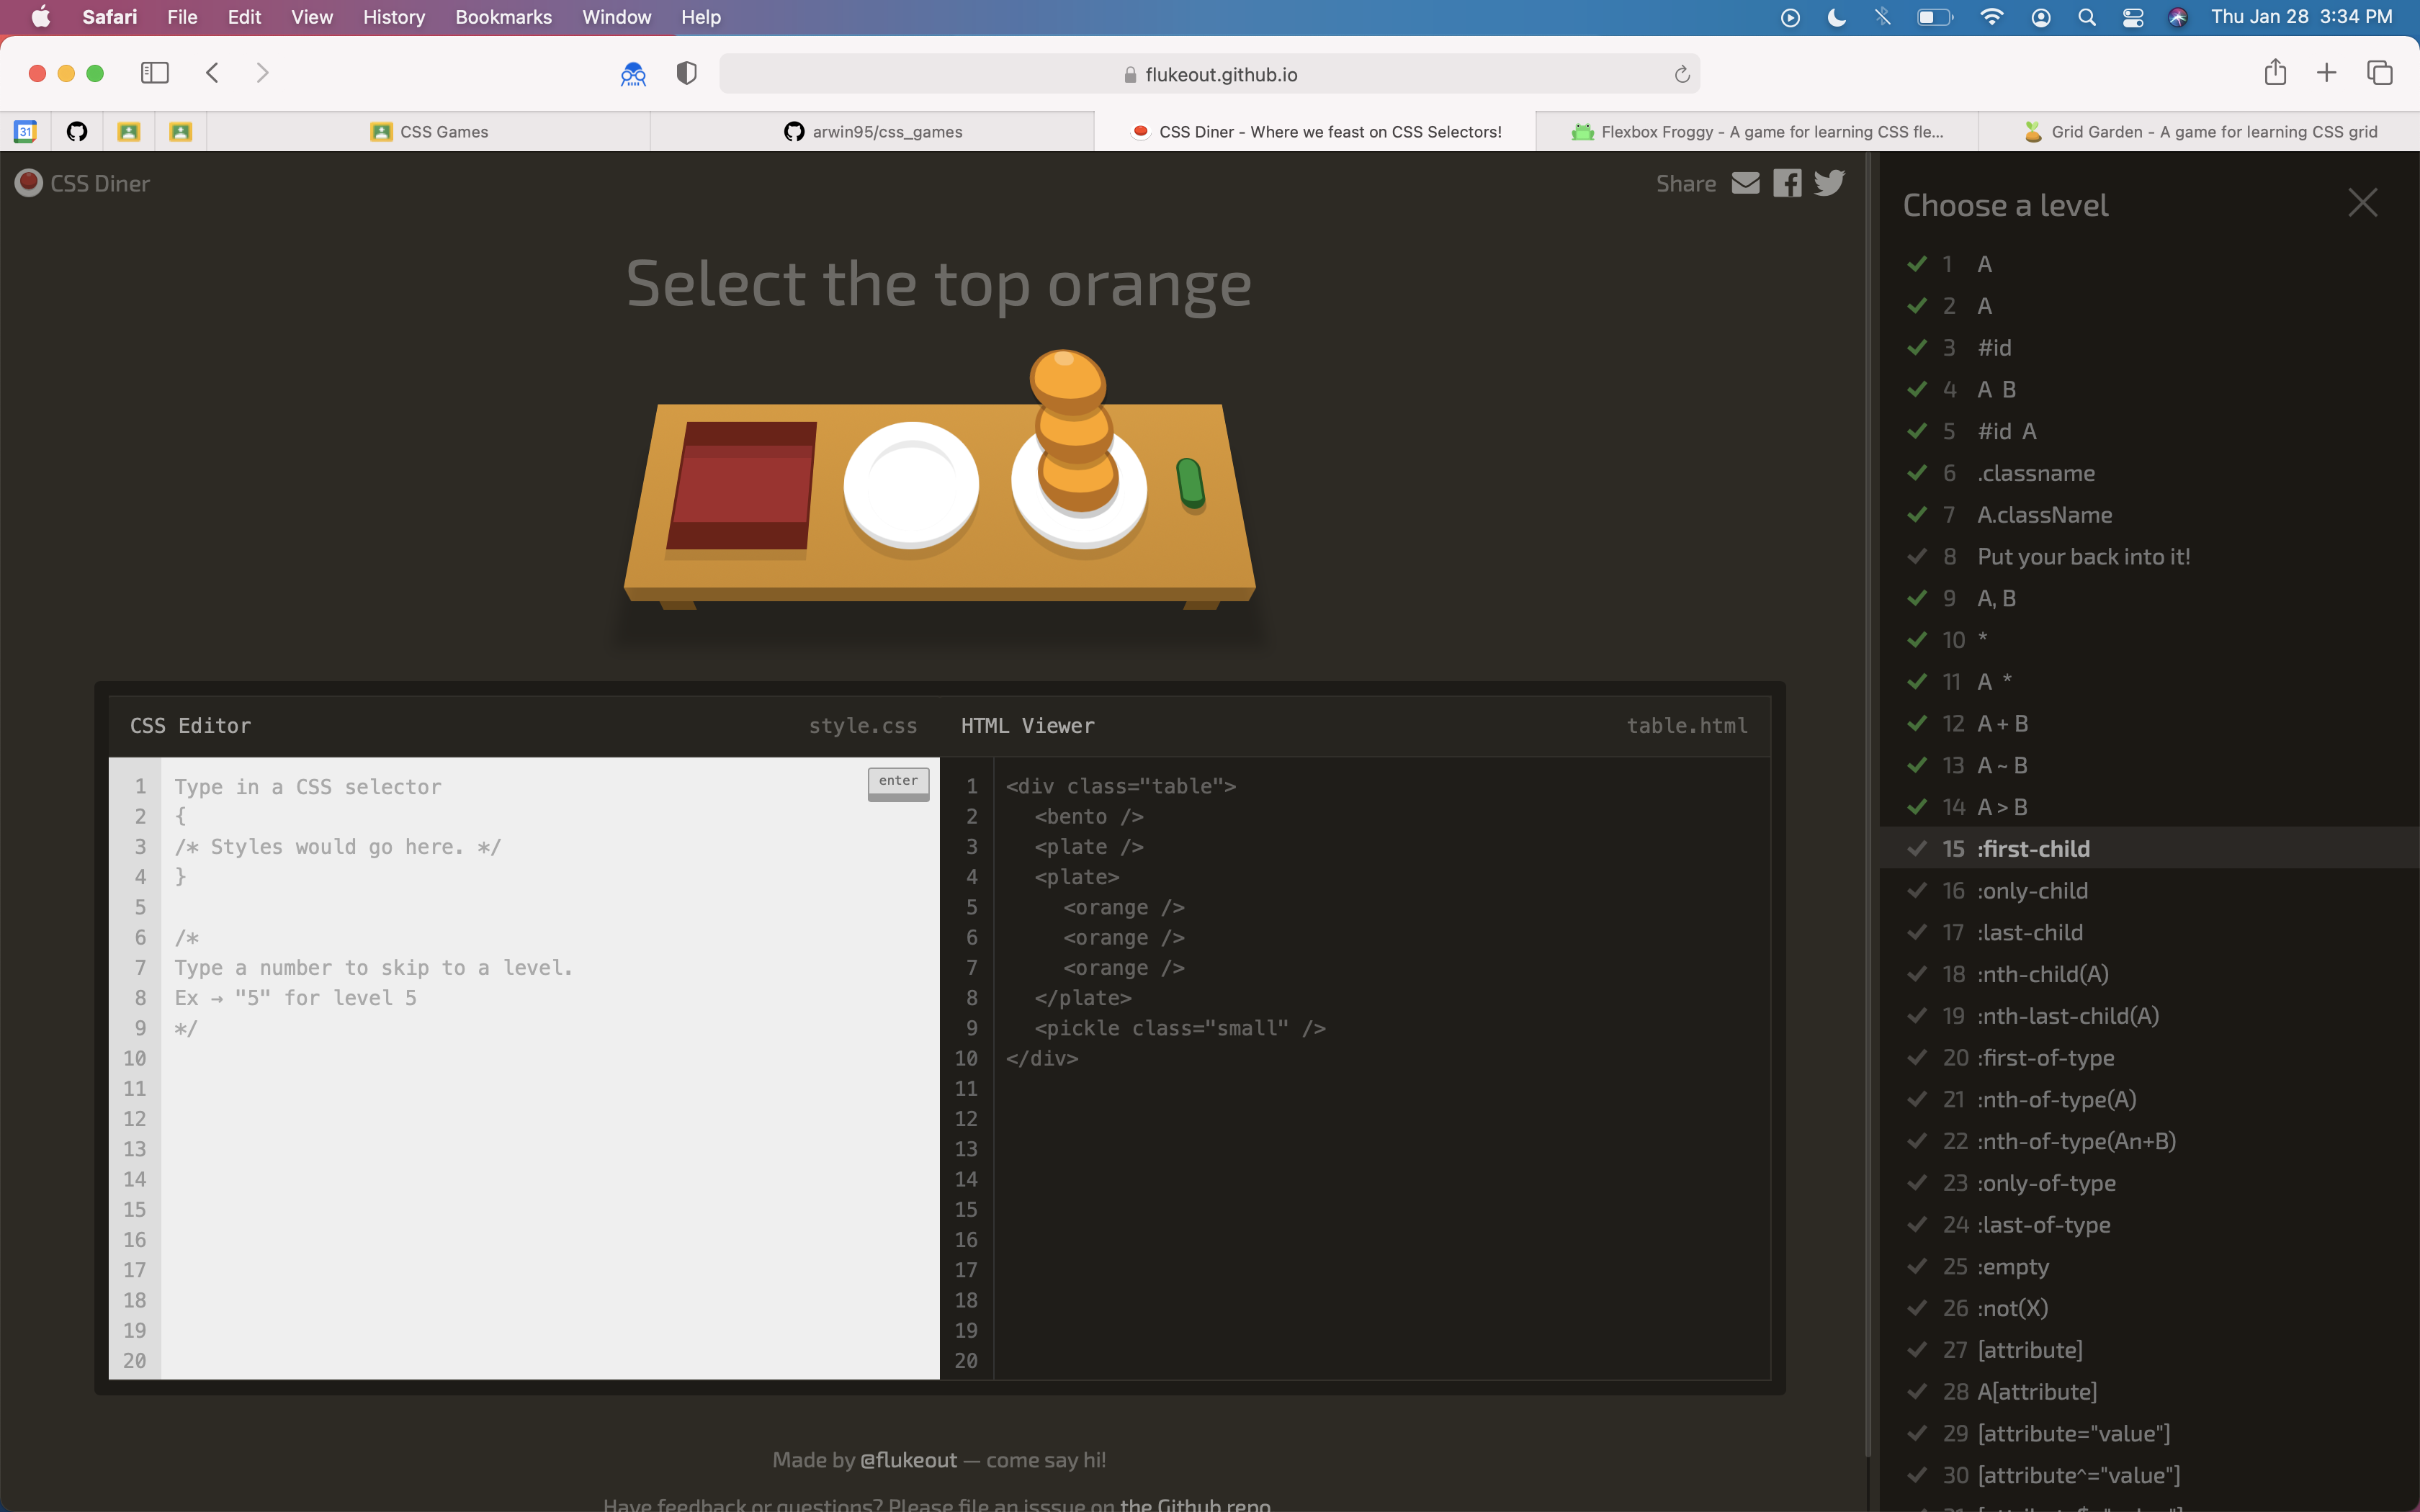 Safari File Edit View History Bookmarks Window Help Thu Jan 28 3:34 PM
flukeout.github.io
31 CSS Games arwin95/css_games CSS Diner - Where we feast on CSS Selectors! Flexbox Froggy - A game for learning CSS fle... Grid Garden - A game for learning CSS grid
CSS Diner
Share
Select the top orange
CSS Editor style.css
1 Type in a CSS selector
enter
2 {
3 /* Styles would go here. */
4 }
5
6 /*
7 Type a number to skip to a level.
8 Ex → "5" for level 5
9 */
10
11
12
13
14
15
16
17
18
19
20
HTML Viewer table.html
1 <div class="table">
2 <bento />
3 <plate />
4 <plate>
5 <orange />
6 <orange />
7 <orange />
8 </plate>
9 <pickle class="small" />
10 </div>
11
12
13
14
15
16
17
18
19
20
Made by @flukeout — come say hi!
Have feedback or questions? Please file an isssue on the Github repo
Choose a level
1 A
2 A
3 #id
4 A B
5 #id A
6 .classname
7 A.className
8 Put your back into it!
9 A, B
10 *
11 A *
12 A + B
13 A ~ B
14 A > B
15 :first-child
16 :only-child
17 :last-child
18 :nth-child(A)
19 :nth-last-child(A)
20 :first-of-type
21 :nth-of-type(A)
22 :nth-of-type(An+B)
23 :only-of-type
24 :last-of-type
25 :empty
26 :not(X)
27 [attribute]
28 A[attribute]
29 [attribute="value"]
30 [attribute^="value"]